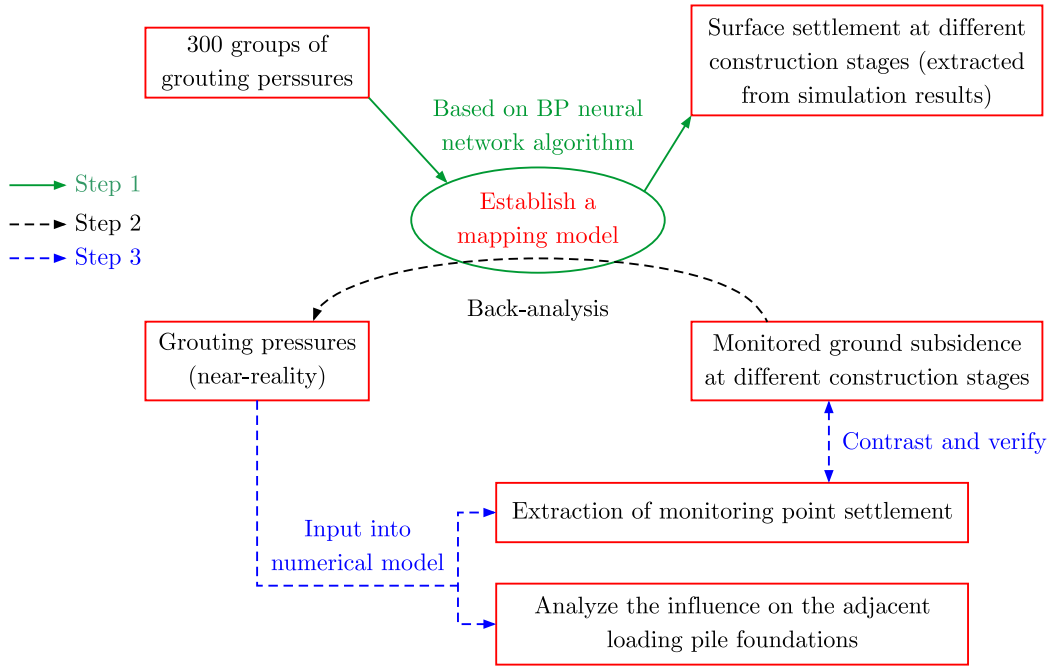 300 groups of
grouting perssures
Surface settlement at different
construction stages (extracted
from simulation results)
Based on BP neural
network algorithm
Step 1
Step 2
Step 3
Establish a
mapping model
Back-analysis
Grouting pressures
(near-reality)
Monitored ground subsidence
at different construction stages
Contrast and verify
Input into
numerical model
Extraction of monitoring point settlement
Analyze the influence on the adjacent
loading pile foundations